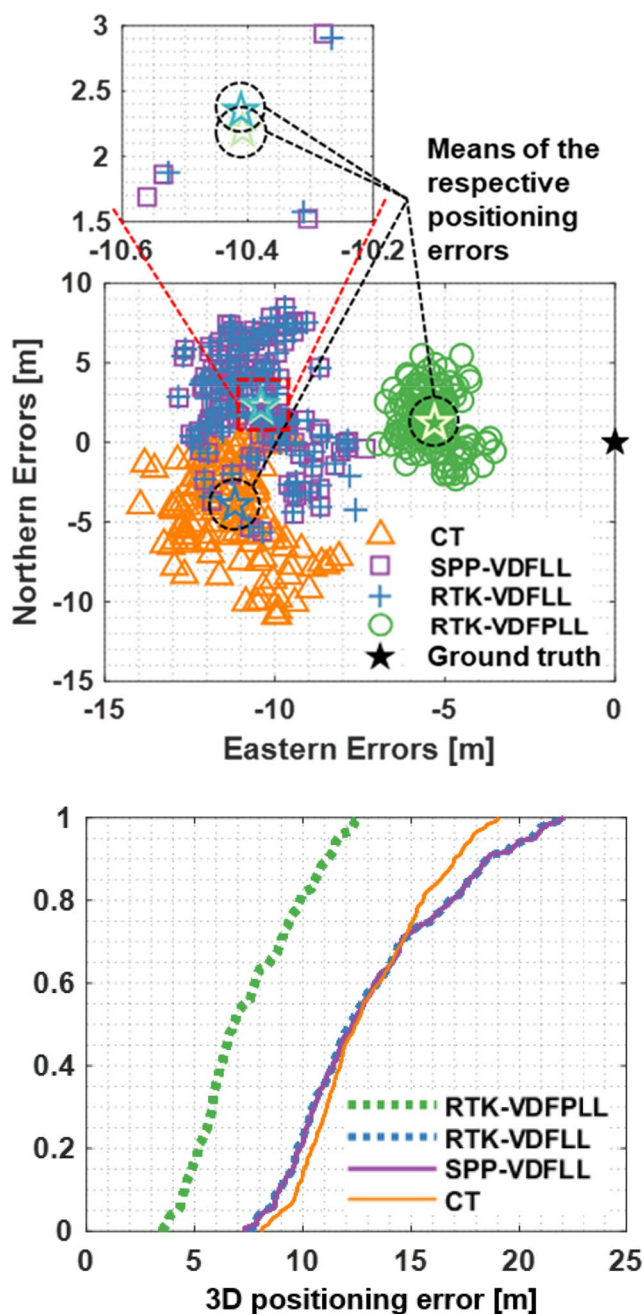 3
2.5
2
1.5
-10.6
-10.4
-10.2
Means of the
respective
positioning
errors
10
5
0
-5
-10
-15
Northern Errors [m]
CT
SPP-VDFLL
RTK-VDFLL
RTK-VDFPLL
Ground truth
-15
-10
-5
0
Eastern Errors [m]
1
0.8
0.6
0.4
0.2
0
RTK-VDFPLL
RTK-VDFLL
SPP-VDFLL
CT
0
5
10
15
20
25
3D positioning error [m]